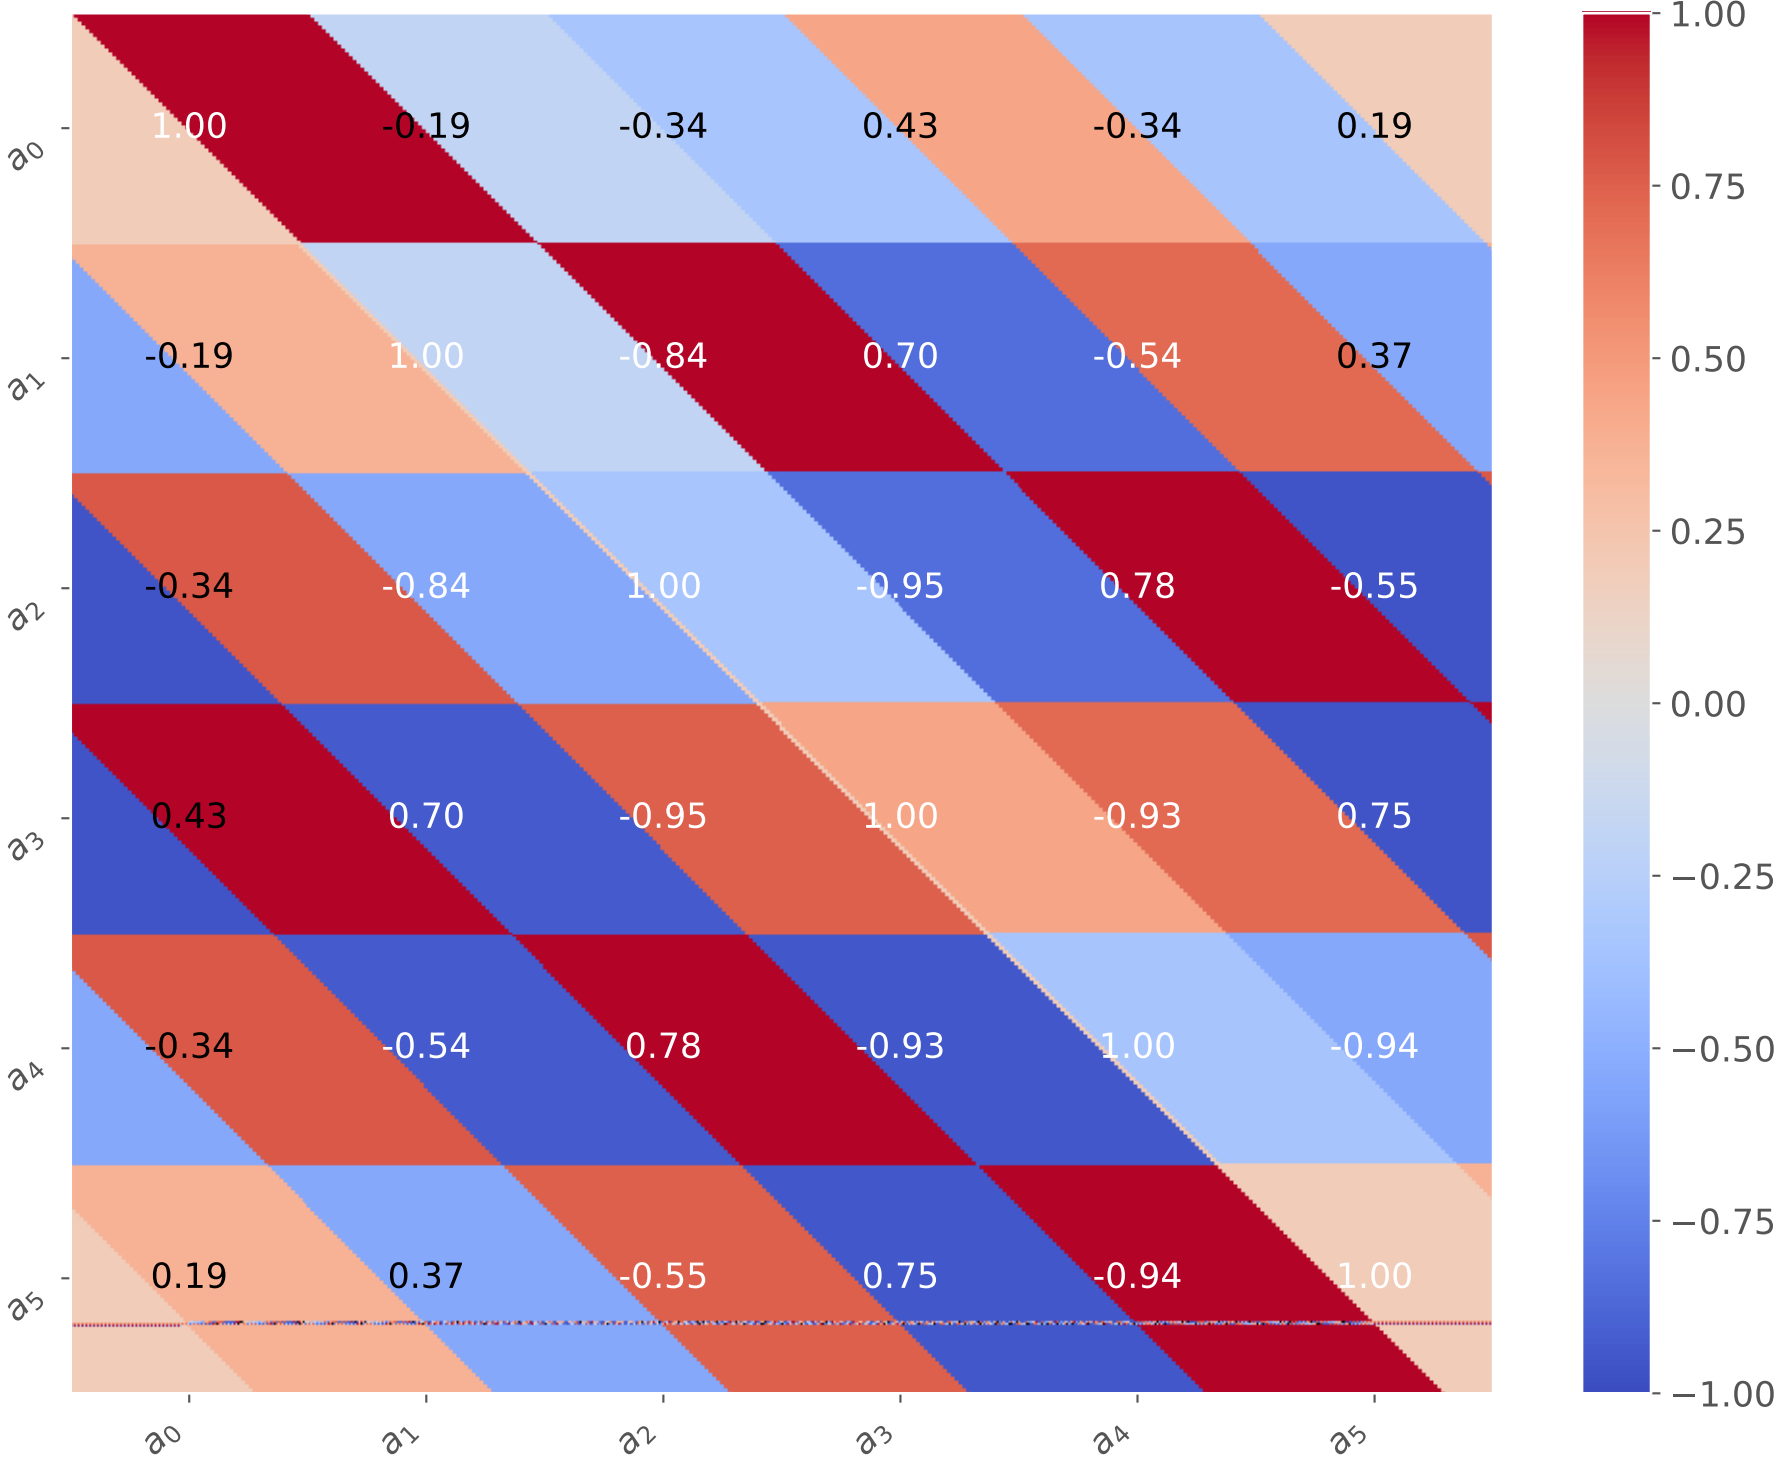 1.00 -0.19 -0.34 0.43 -0.34 0.19
-0.19 1.00 -0.84 0.70 -0.54 0.37
-0.34 -0.84 1.00 -0.95 0.78 -0.55
0.43 0.70 -0.95 1.00 -0.93 0.75
-0.34 -0.54 0.78 -0.93 1.00 -0.94
0.19 0.37 -0.55 0.75 -0.94 1.00
a₀
a₁
a₂
a₃
a₄
a₅
a₀ a₁ a₂ a₃ a₄ a₅
1.00
0.75
0.50
0.25
0.00
−0.25
−0.50
−0.75
−1.00